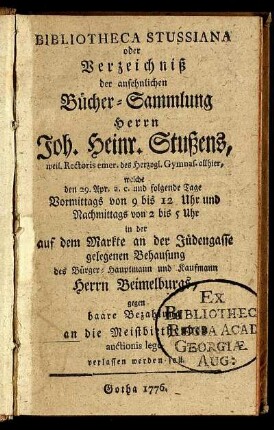 BIBLIOTHECA STUSSIANA
oder
Verzeichniß
der ansehnlichen
Bücher-Sammlung
Herrn
Joh. Heinr. Stußens,
weil. Rectoris emer. des Herzogl. Gymnas. allhier,
welche
den 29. Apr. a. c. und folgende Tage
Vormittags von 9 bis 12 Uhr und
Nachmittags von 2 bis 5 Uhr
in der
auf dem Markte an der Jüdengasse
gelegenen Behausung
des Bürger-Hauptmann und Kaufmann
Herrn Beimelburgs,
gegen
baare Bezahlung
an die Meistbietenden
auctionis lege
verlassen werden soll.
Gotha 1776.
Ex
BIBLIOTHECA
ACAD
GEORGIÆ
AUG: